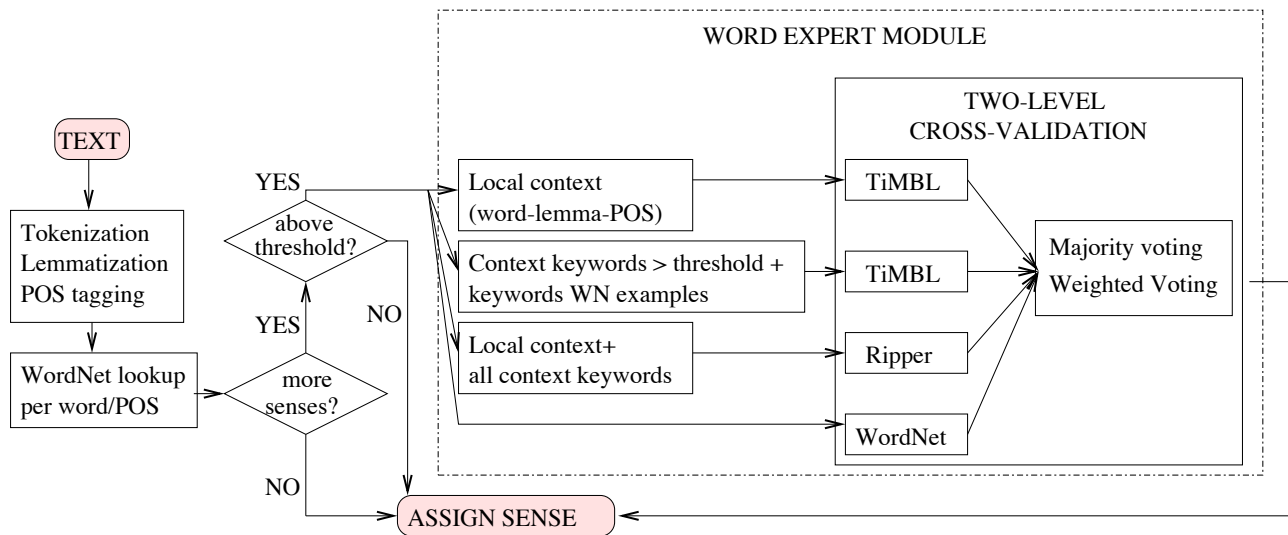 WORD EXPERT MODULE
TWO-LEVEL
CROSS-VALIDATION
TEXT
Tokenization
Lemmatization
POS tagging
WordNet lookup
per word/POS
more
senses?
YES
NO
above
threshold?
YES
NO
Local context
(word-lemma-POS)
Context keywords > threshold +
keywords WN examples
Local context+
all context keywords
TiMBL
TiMBL
Ripper
WordNet
Majority voting
Weighted Voting
ASSIGN SENSE